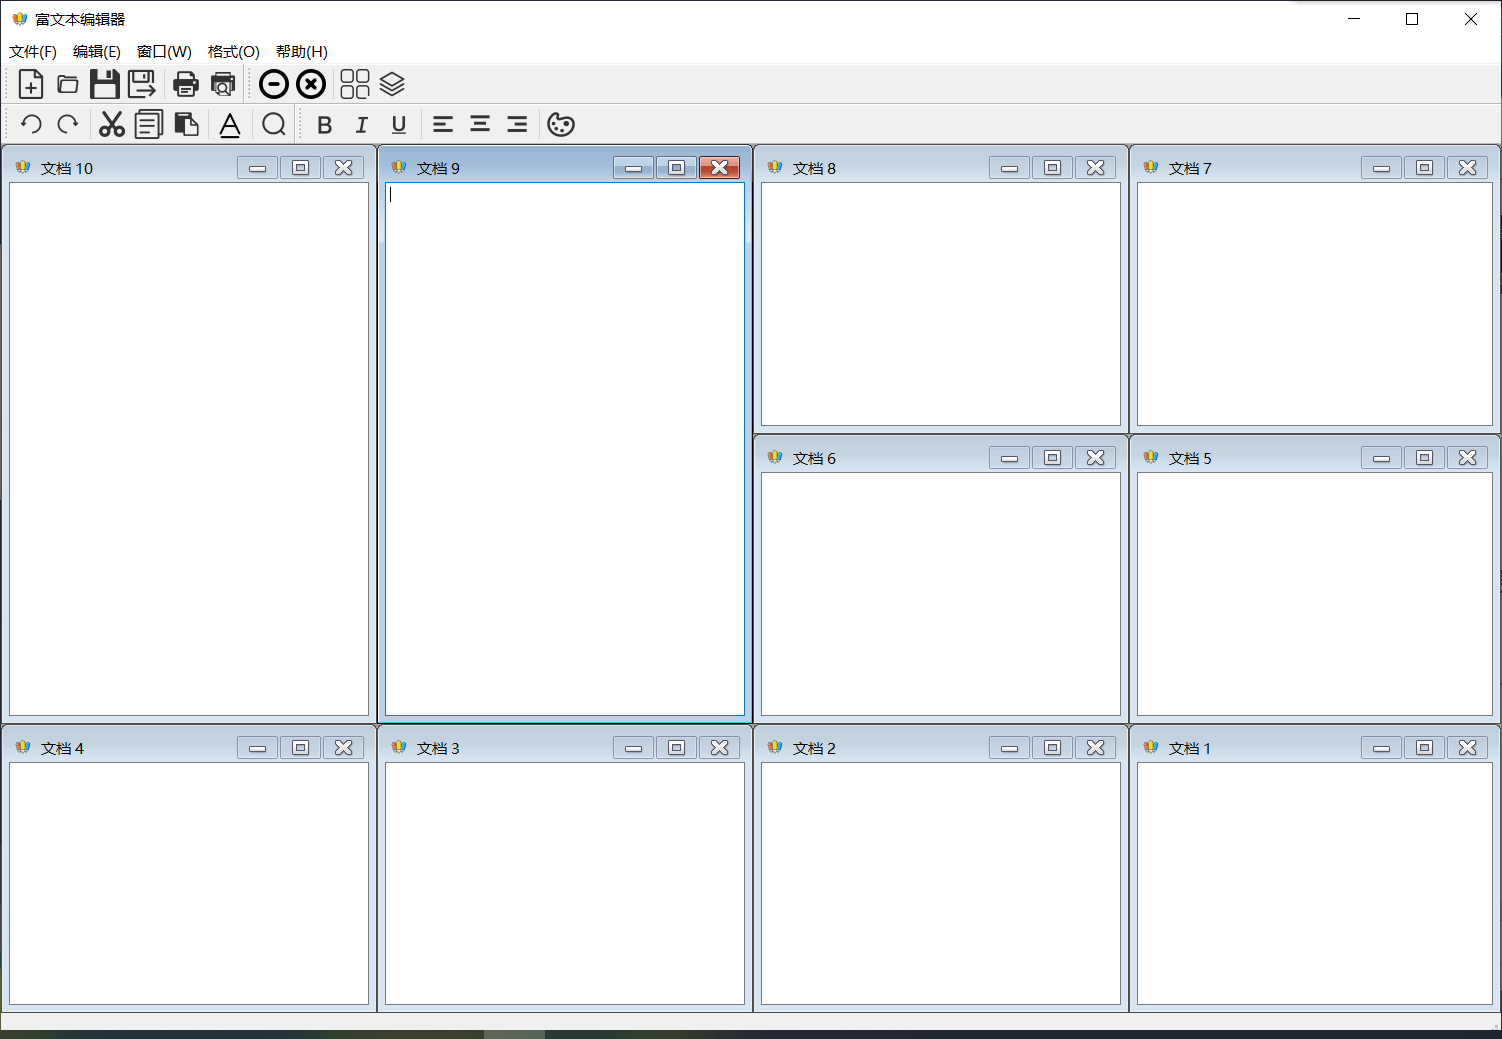 富文本编辑器
文件(F) 编辑(E) 窗口(W) 格式(O) 帮助(H)
B I U
文档 10
文档 9
文档 8
文档 7
文档 6
文档 5
文档 4
文档 3
文档 2
文档 1